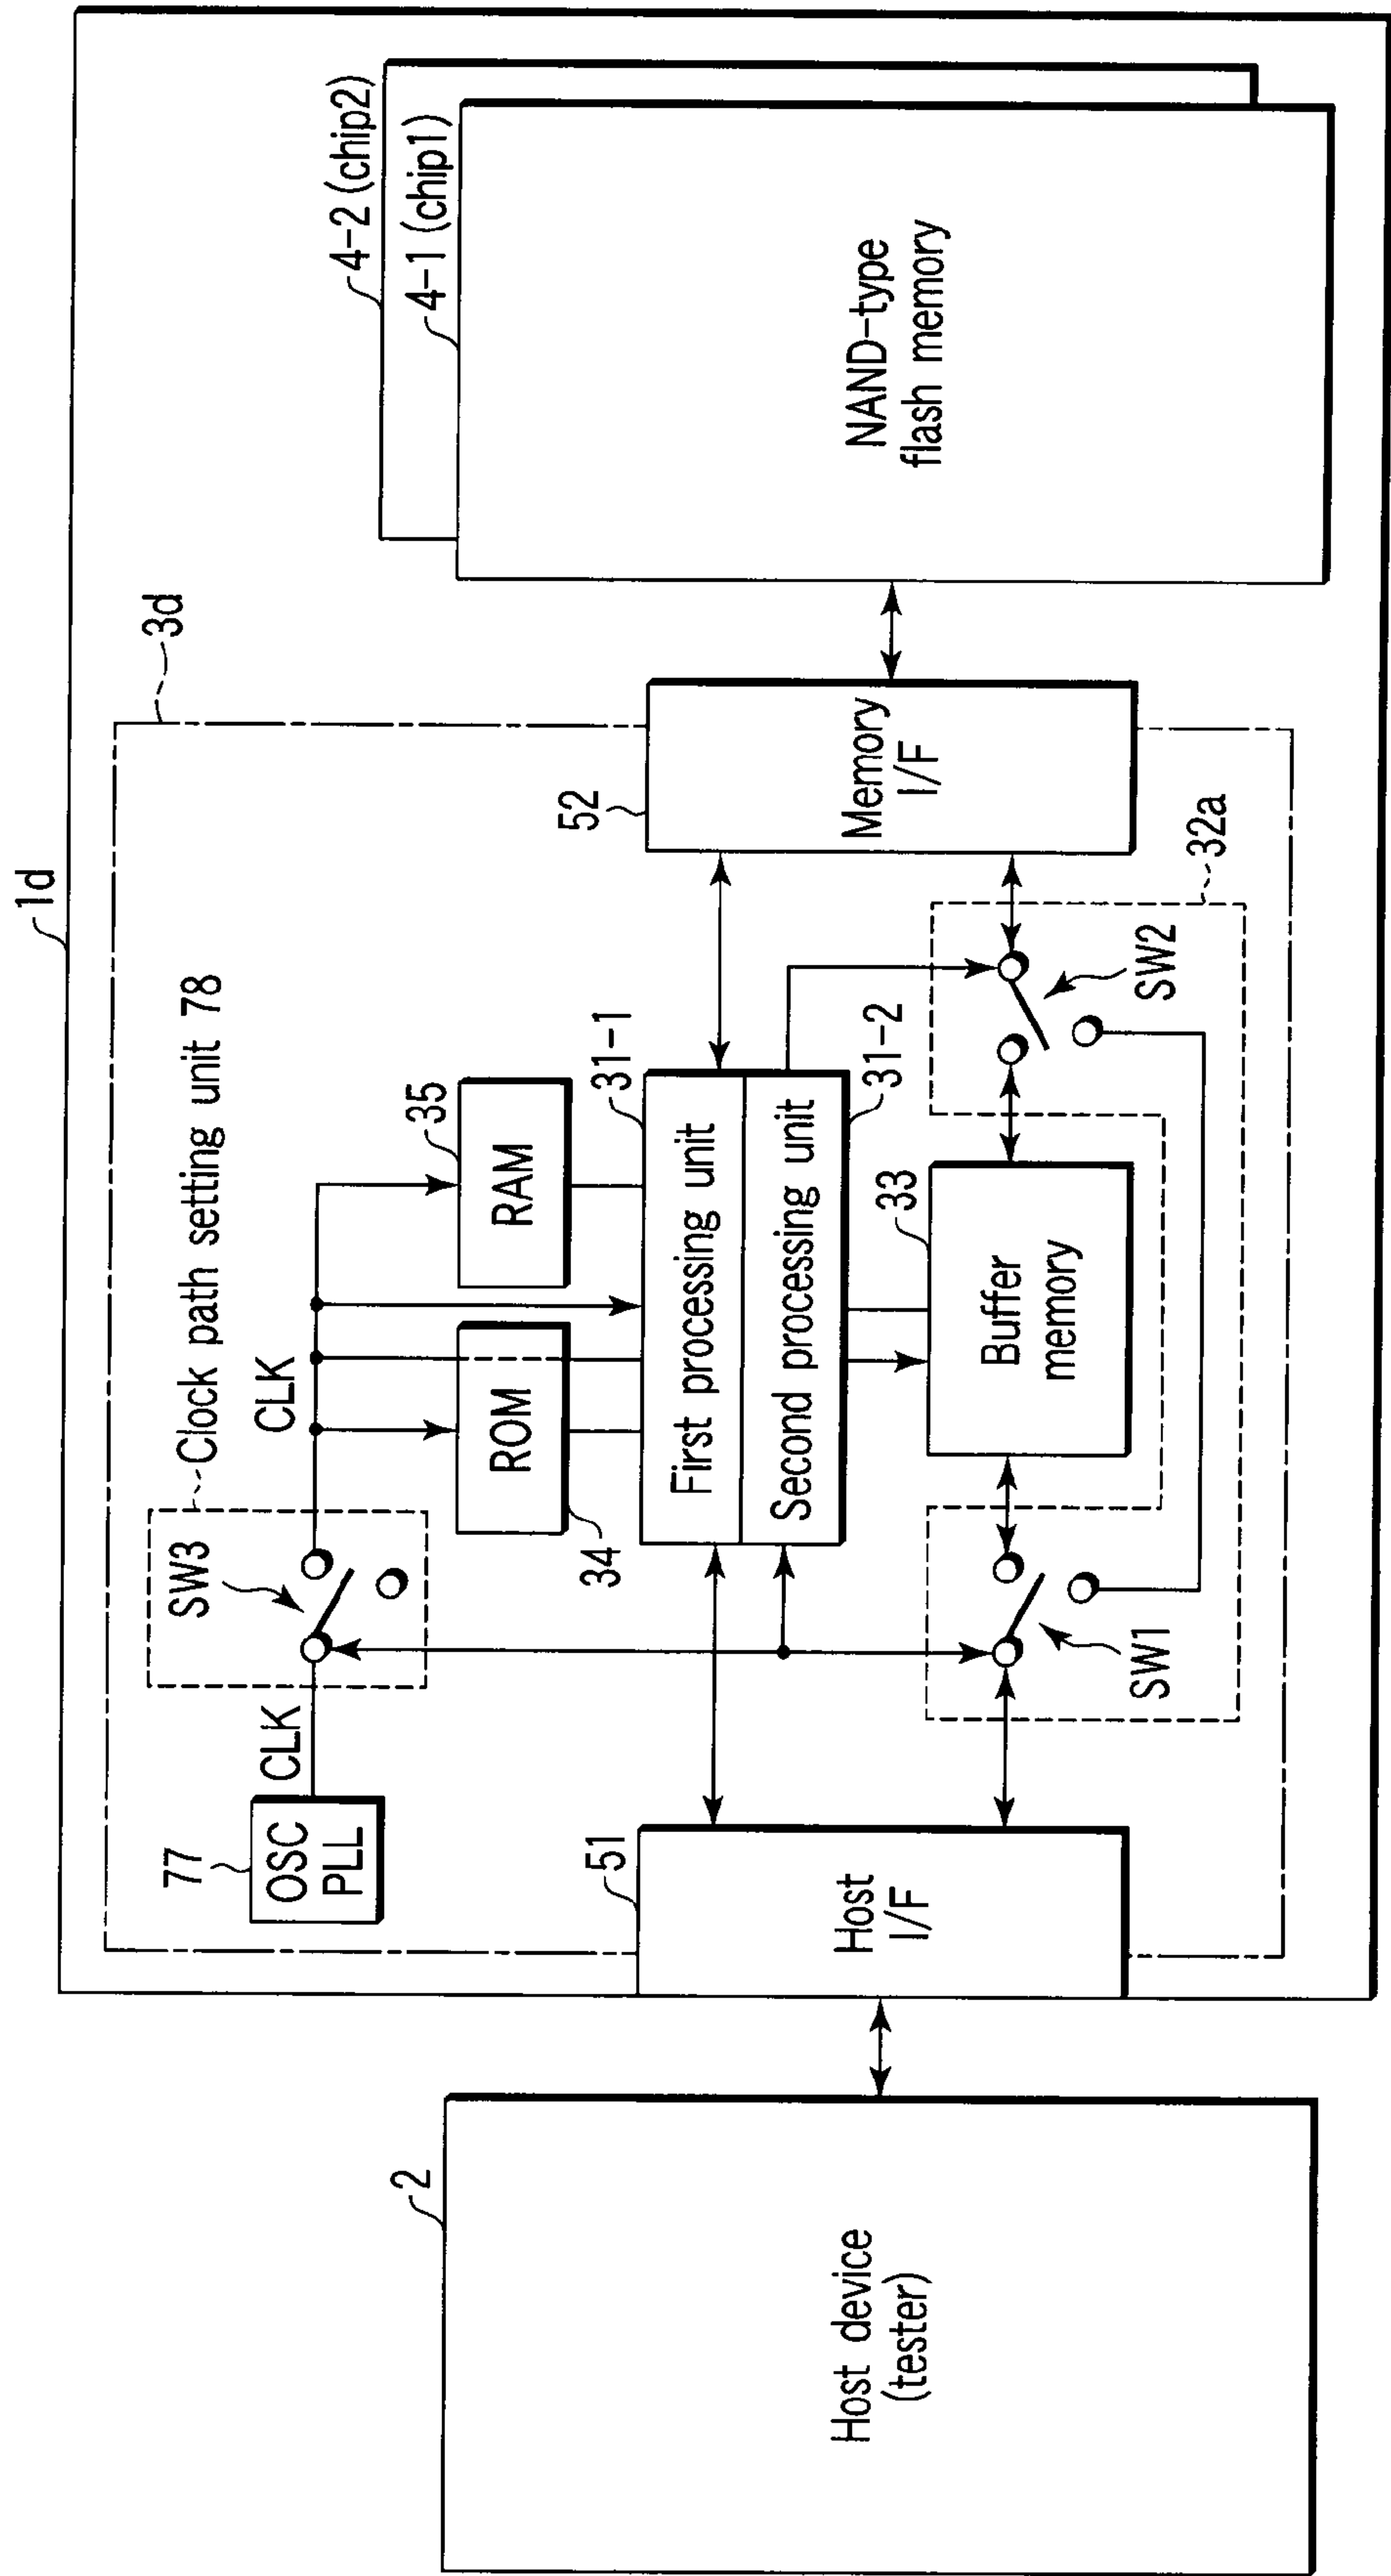 1d
3d
4-2 (chip2)
4-1 (chip1)
NAND-type
flash memory
Clock path setting unit 78
SW3
CLK
CLK
77
OSC
PLL
35
RAM
ROM
34
31-1
First processing unit
Second processing unit
31-2
52
Memory
I/F
33
Buffer
memory
32a
SW2
SW1
51
Host
I/F
2
Host device
(tester)